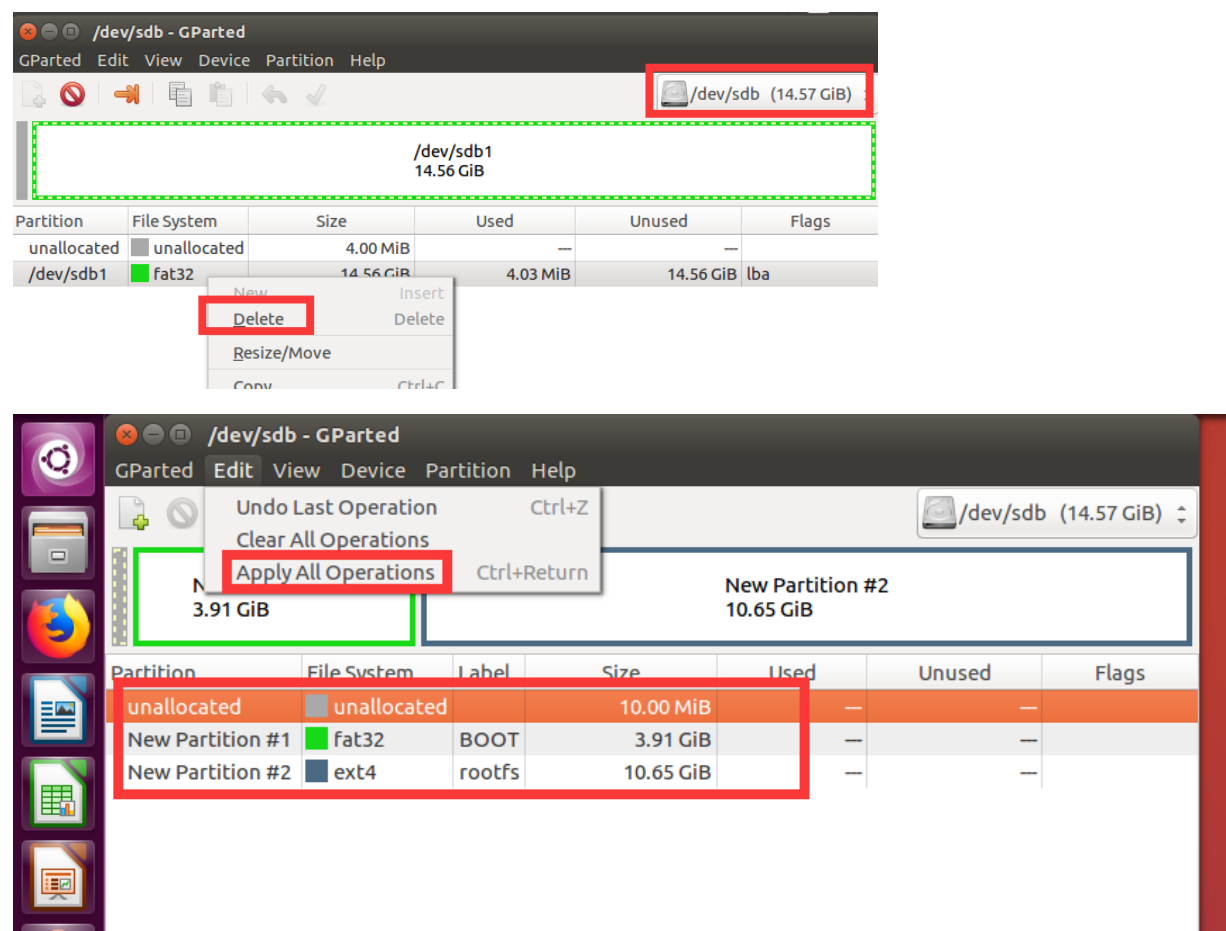 /dev/sdb - GParted
GParted Edit View Device Partition Help
/dev/sdb (14.57 GiB)
/dev/sdb1
14.56 GiB
Partition File System Size Used Unused Flags
unallocated unallocated 4.00 MiB --- ---
/dev/sdb1 fat32 14.56 GiB 4.03 MiB 14.56 GiB lba
New Insert
Delete Delete
Resize/Move
Copy Ctrl+C
/dev/sdb - GParted
GParted Edit View Device Partition Help
Undo Last Operation Ctrl+Z
/dev/sdb (14.57 GiB)
Clear All Operations
Apply All Operations Ctrl+Return
3.91 GiB
New Partition #2
10.65 GiB
Partition File System Label Size Used Unused Flags
unallocated unallocated 10.00 MiB --- ---
New Partition #1 fat32 BOOT 3.91 GiB --- ---
New Partition #2 ext4 rootfs 10.65 GiB --- ---